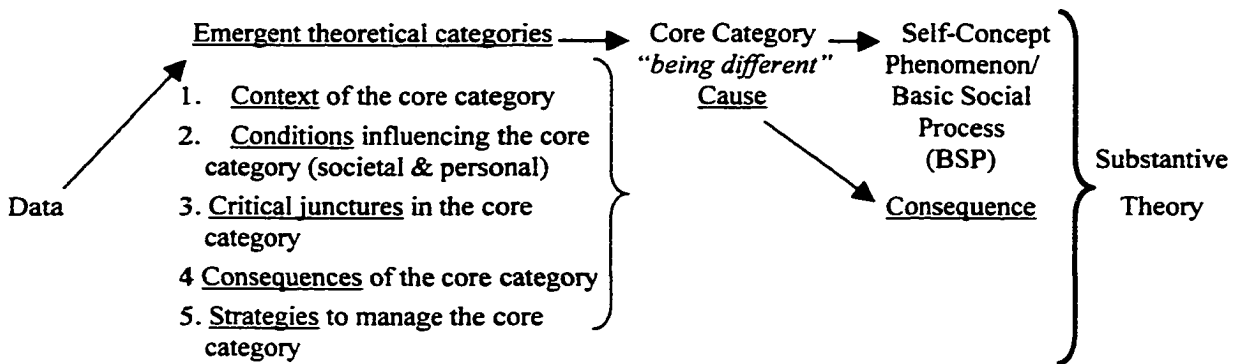 Emergent theoretical categories
1. Context of the core category
2. Conditions influencing the core
category (societal & personal)
3. Critical junctures in the core
category
4 Consequences of the core category
5. Strategies to manage the core
category
Data
Core Category
“being different”
Cause
Self-Concept
Phenomenon/
Basic Social
Process
(BSP)
Consequence
Substantive
Theory